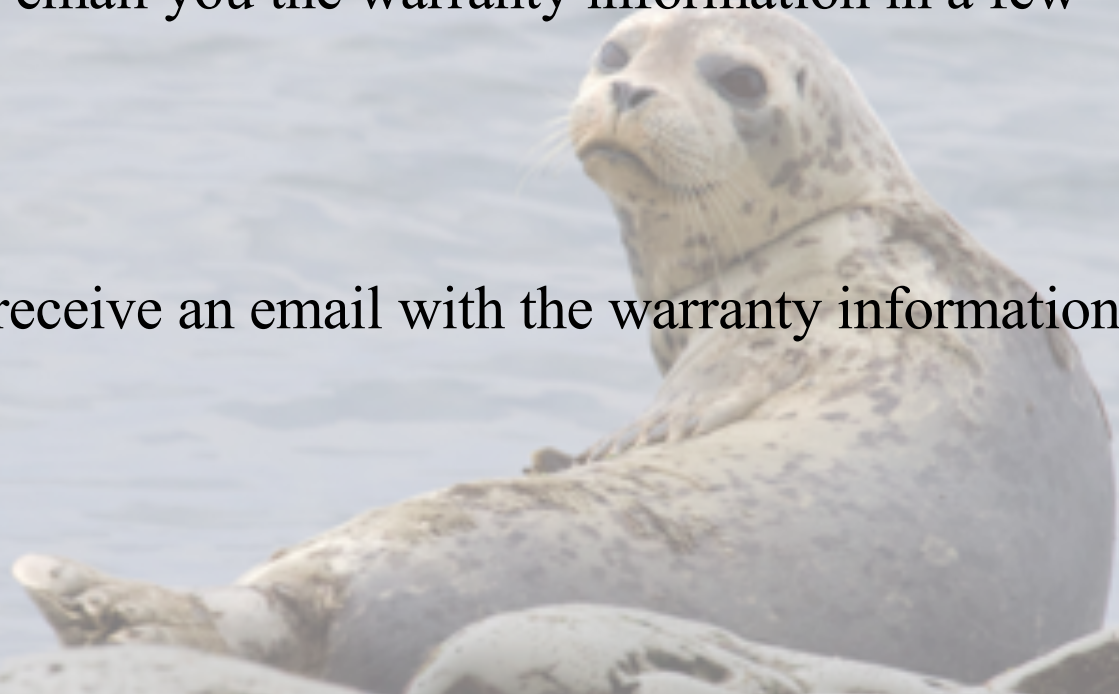 email you the warranty information in a few
receive an email with the warranty information